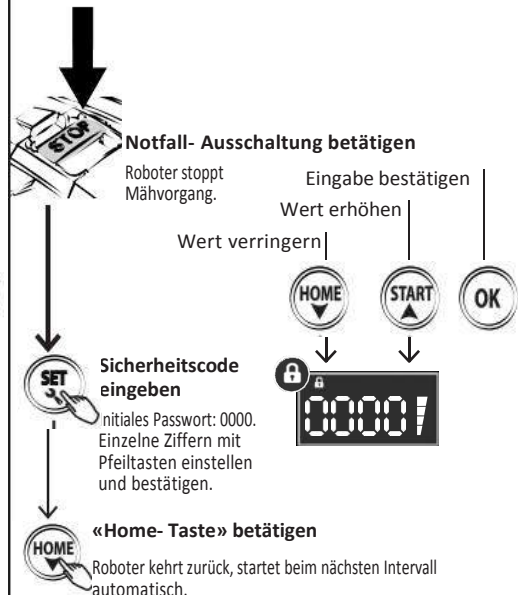 STOP
Notfall- Ausschaltung betätigen
Roboter stoppt
Mähvorgang.
Eingabe bestätigen
Wert erhöhen
Wert verringern
HOME
START
OK
SET
Sicherheitscode
eingeben
nitiales Passwort: 0000.
Einzelne Ziffern mit
Pfeiltasten einstellen
und bestätigen.
0000
HOME
«Home- Taste» betätigen
Roboter kehrt zurück, startet beim nächsten Intervall
automatisch.